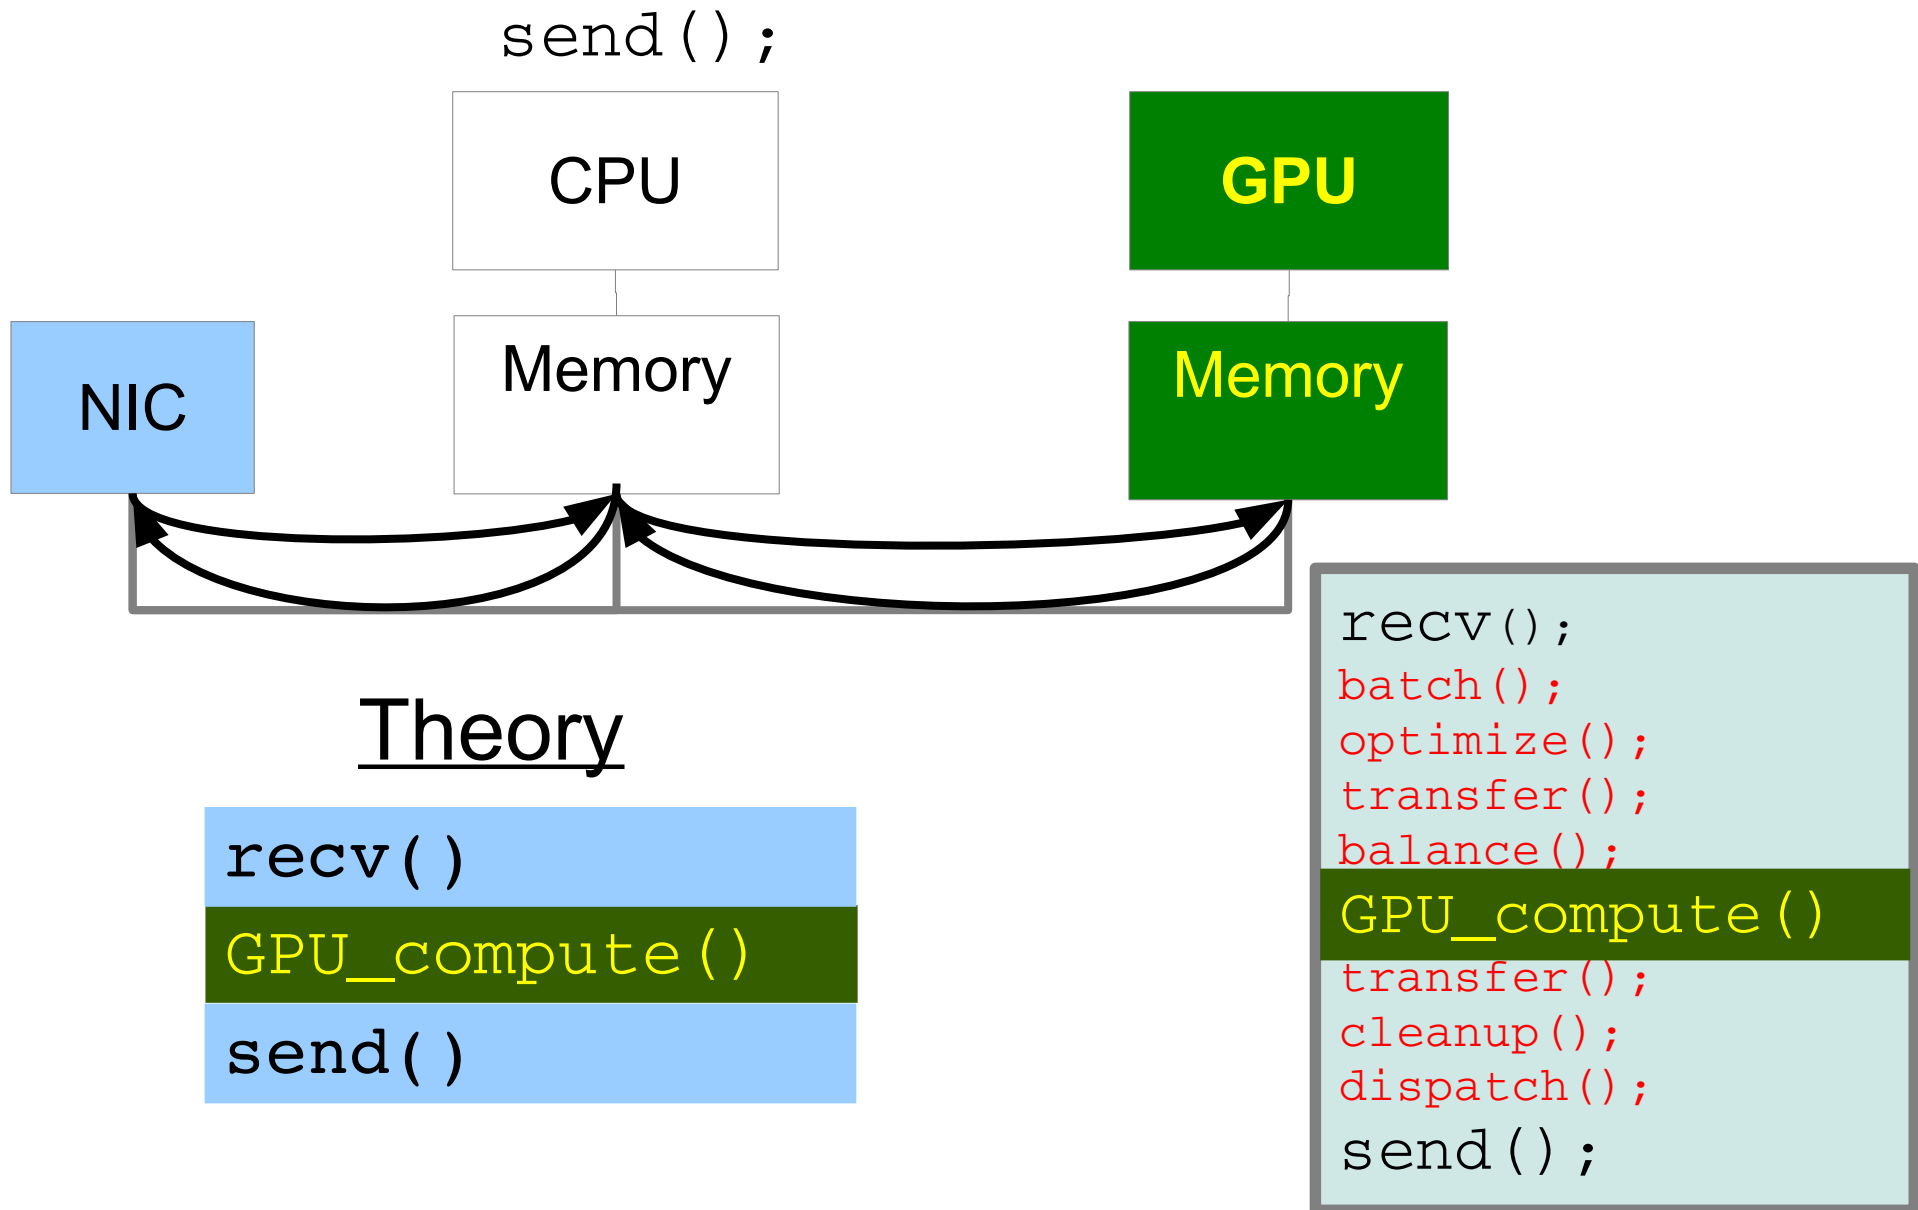 send();
CPU
GPU
NIC
Memory
Memory
Theory
recv()
GPU_compute()
send()
recv();
batch();
optimize();
transfer();
balance();
GPU_compute()
transfer();
cleanup();
dispatch();
send();